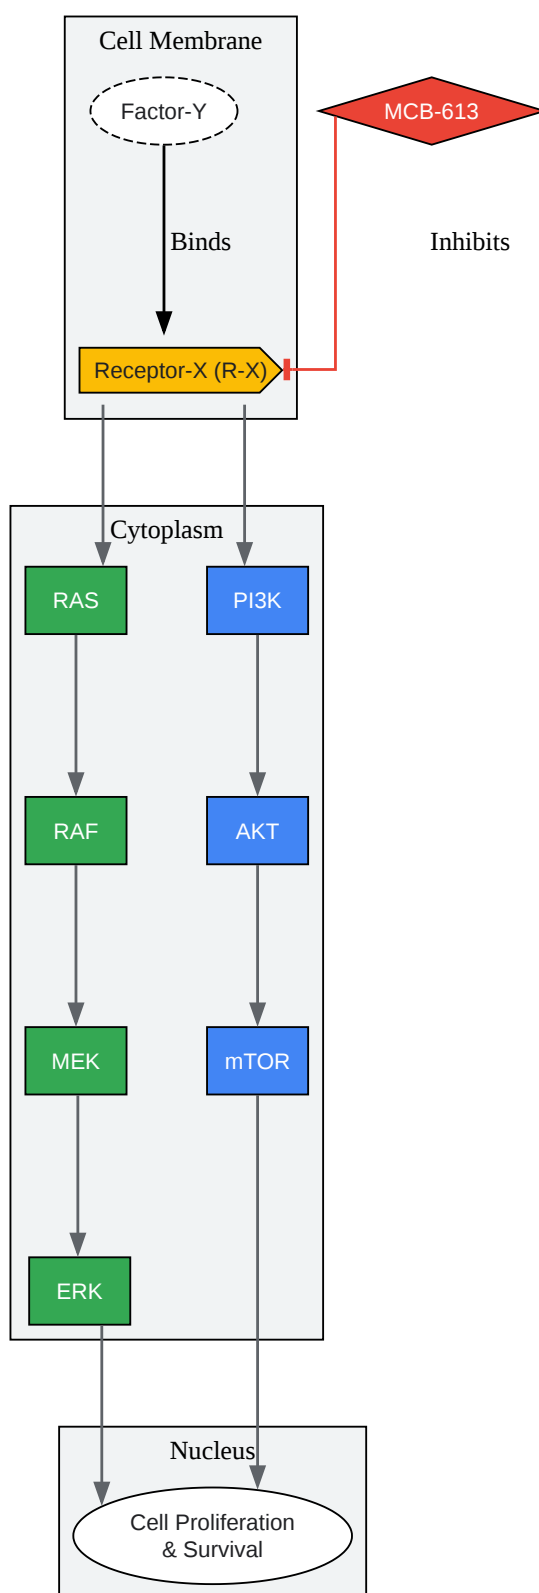 Cell Membrane
Factor-Y
MCB-613
Binds
Inhibits
Receptor-X (R-X)
Cytoplasm
RAS
PI3K
RAF
AKT
MEK
mTOR
ERK
Nucleus
Cell Proliferation
& Survival